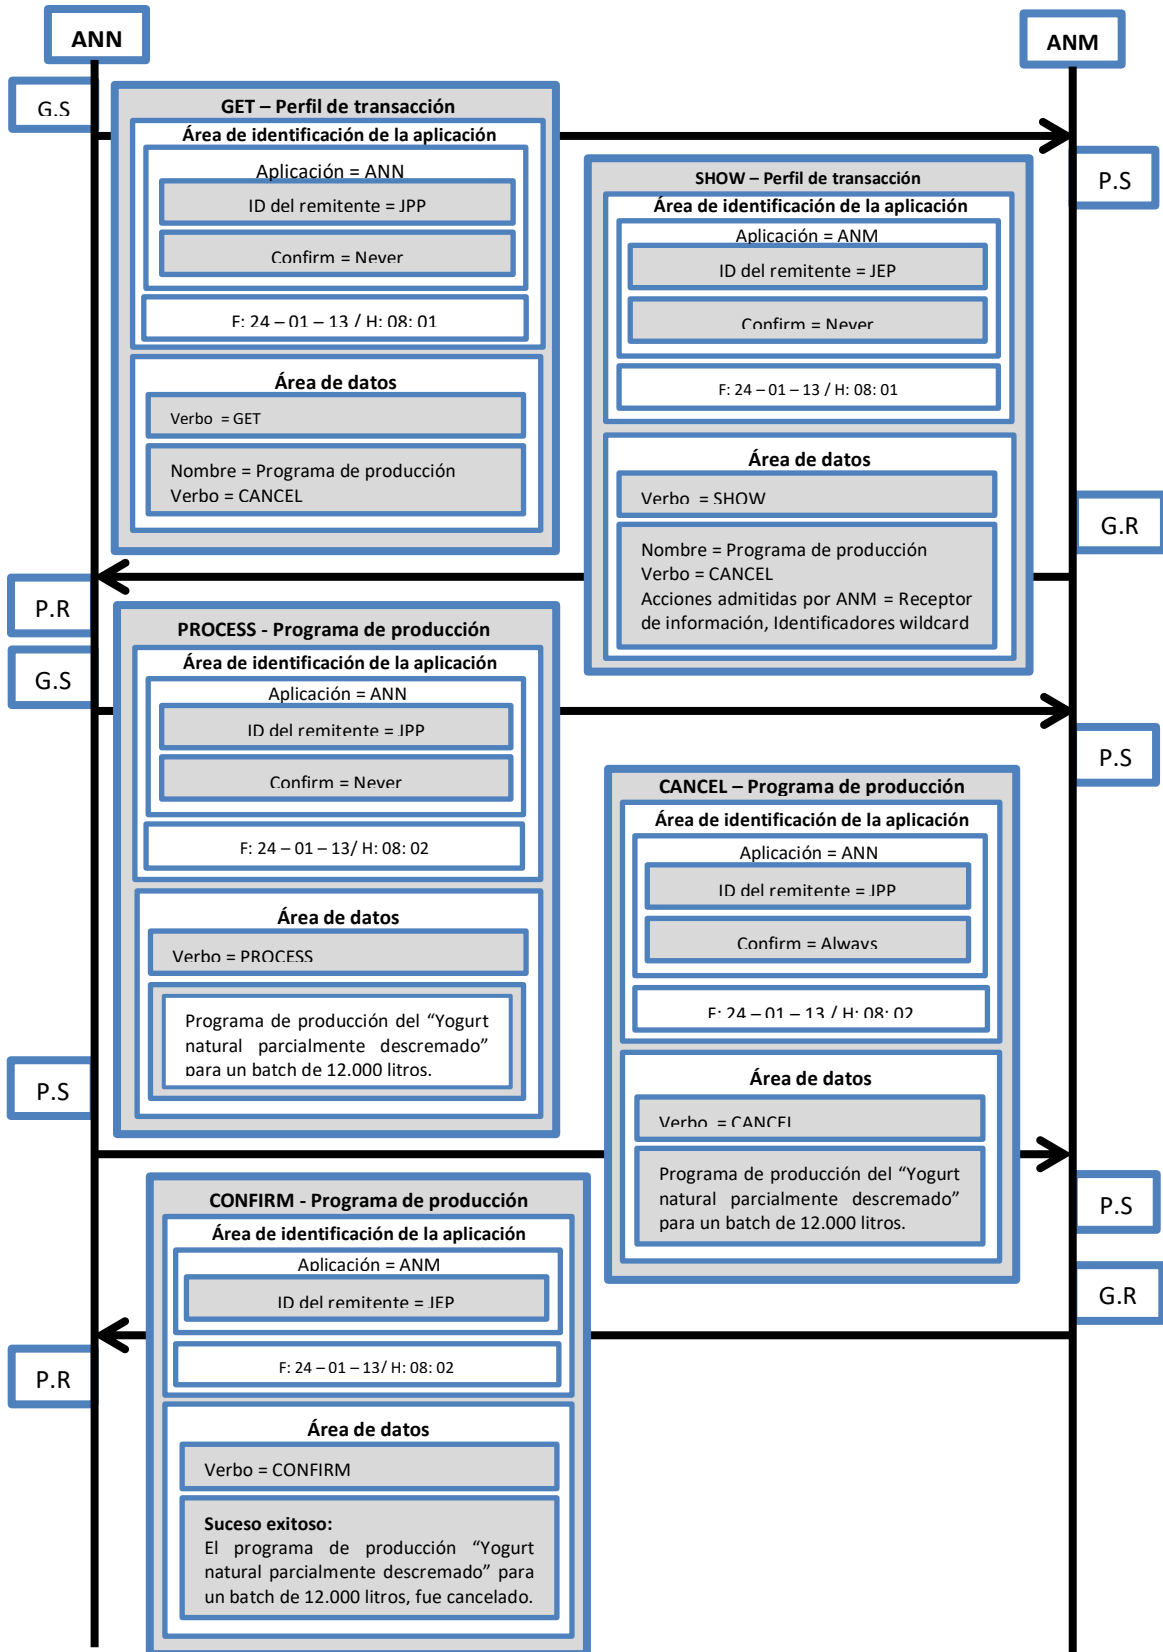 ANN
ANM
G.S
GET – Perfil de transacción
Área de identificación de la aplicación
Aplicación = ANN
ID del remitente = JPP
Confirm = Never
F: 24 – 01 – 13 / H: 08: 01
Área de datos
Verbo = GET
Nombre = Programa de producción
Verbo = CANCEL
P.S
SHOW – Perfil de transacción
Área de identificación de la aplicación
Aplicación = ANM
ID del remitente = JEP
Confirm = Never
F: 24 – 01 – 13 / H: 08: 01
Área de datos
Verbo = SHOW
Nombre = Programa de producción
Verbo = CANCEL
Acciones admitidas por ANM = Receptor
de información, Identificadores wildcard
G.R
P.R
G.S
PROCESS - Programa de producción
Área de identificación de la aplicación
Aplicación = ANN
ID del remitente = JPP
Confirm = Never
F: 24 – 01 – 13/ H: 08: 02
Área de datos
Verbo = PROCESS
Programa de producción del “Yogurt
natural parcialmente descremado”
para un batch de 12.000 litros.
P.S
P.S
CANCEL – Programa de producción
Área de identificación de la aplicación
Aplicación = ANN
ID del remitente = JPP
Confirm = Always
F: 24 – 01 – 13 / H: 08: 02
Área de datos
Verbo = CANCEL
Programa de producción del “Yogurt
natural parcialmente descremado”
para un batch de 12.000 litros.
P.S
G.R
CONFIRM - Programa de producción
Área de identificación de la aplicación
Aplicación = ANM
ID del remitente = JEP
F: 24 – 01 – 13/ H: 08: 02
Área de datos
Verbo = CONFIRM
Suceso exitoso:
El programa de producción “Yogurt
natural parcialmente descremado” para
un batch de 12.000 litros, fue cancelado.
P.R